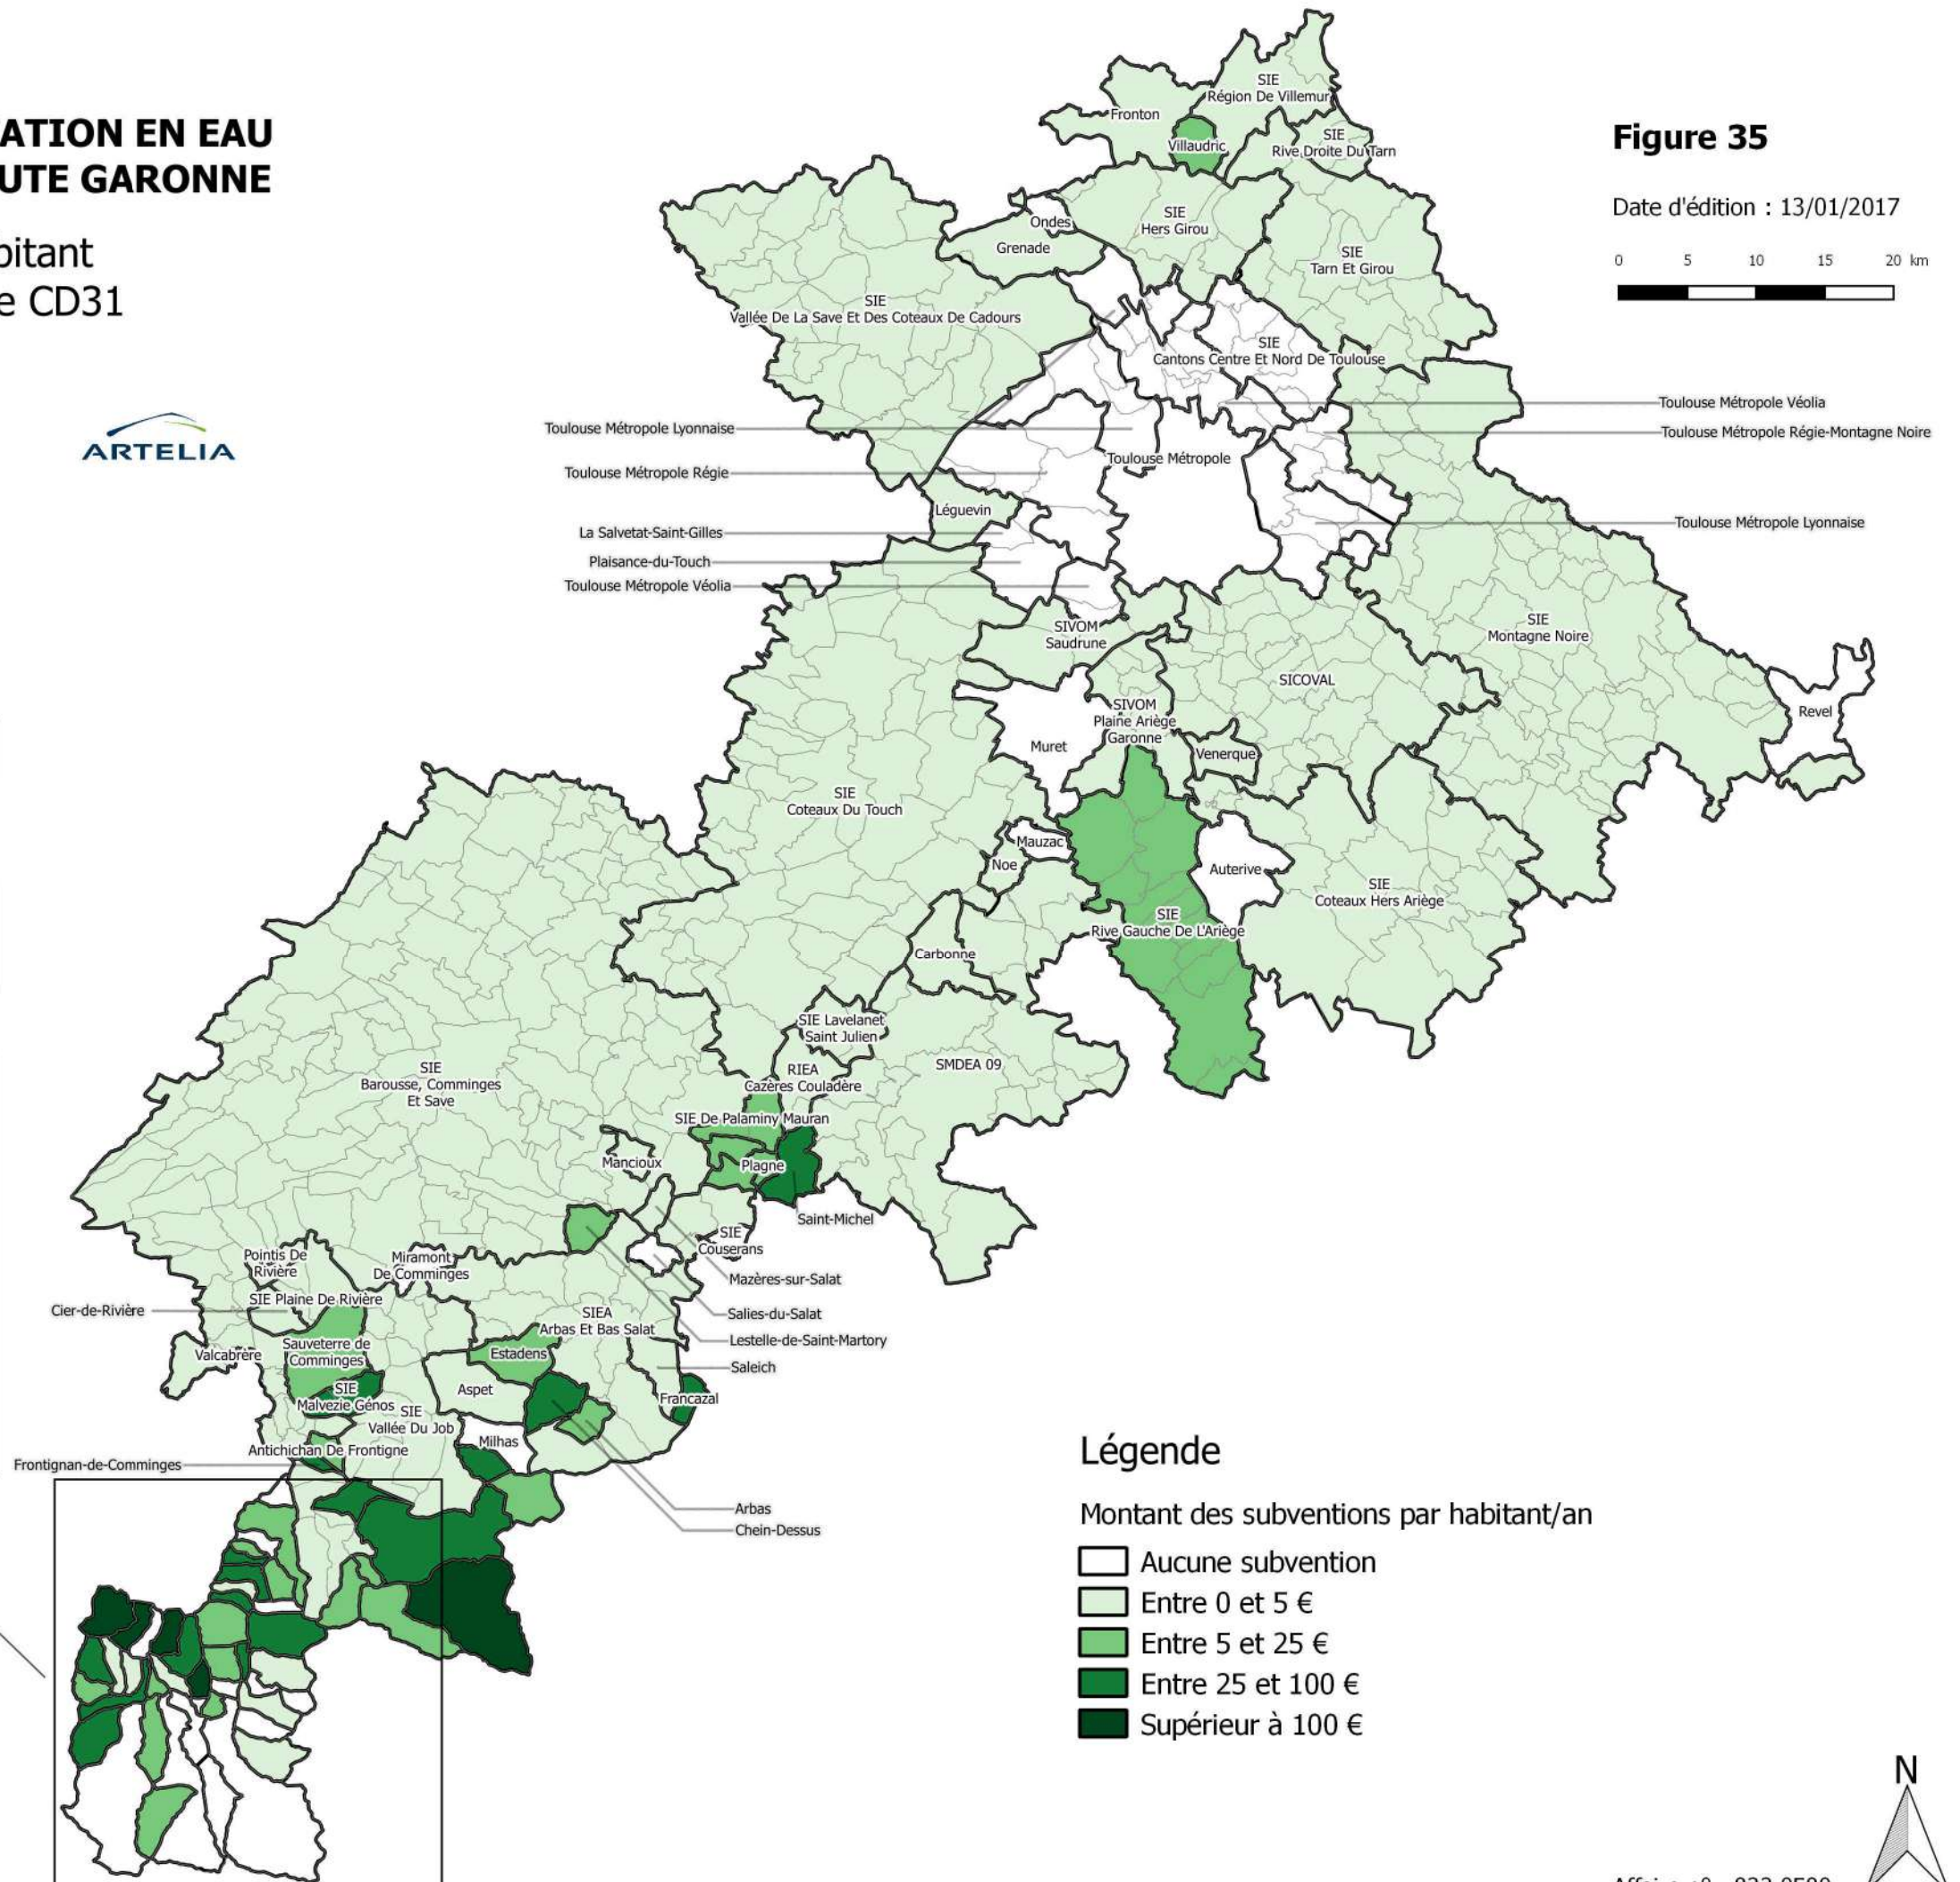 ATION EN EAU
UTE GARONNE
bitant
e CD31
ARTELIA
Figure 35
Date d'édition : 13/01/2017
0 5 10 15 20 km
SIE
Région De Villemur
Fronton
Villaudric
SIE
Rive Droite Du Tarn
Ondes
Grenade
SIE
Hers Girou
SIE
Tarn Et Girou
SIE
Vallée De La Save Et Des Coteaux De Cadours
SIE
Cantons Centre Et Nord De Toulouse
Toulouse Métropole Véolia
Toulouse Métropole Régie-Montagne Noire
Toulouse Métropole Lyonnaise
Toulouse Métropole
Toulouse Métropole Régie
Léguevin
Toulouse Métropole Lyonnaise
La Salvetat-Saint-Gilles
Plaisance-du-Touch
Toulouse Métropole Véolia
SIVOM
Saudrune
SIE
Montagne Noire
SICOVAL
Revel
SIVOM
Plaine Ariège
Garonne
Muret
Venerque
SIE
Coteaux Du Touch
Mauzac
Noe
Auterive
SIE
Coteaux Hers Ariège
SIE
Rive Gauche De L'Ariège
Carbonne
SIE Lavelanet
Saint Julien
SMDEA 09
RIEA
Cazères Couladère
SIE
Barousse, Comminges
Et Save
SIE De Palaminy Mauran
Mancioux
Plagne
Saint-Michel
SIE
Couserans
Mazères-sur-Salat
Salies-du-Salat
Lestelle-de-Saint-Martory
Saleich
Pointis De
Rivière
Miramont
De Comminges
SIE Plaine De Rivière
Cier-de-Rivière
SIEA
Arbas Et Bas Salat
Sauveterre de
Comminges
Valcabrère
Estadens
Aspet
Francazal
SIE
Malvezie Génos
SIE
Vallée Du Job
Milhas
Antichichan De Frontigne
Frontignan-de-Comminges
Arbas
Chein-Dessus
Légende
Montant des subventions par habitant/an
Aucune subvention
Entre 0 et 5 €
Entre 5 et 25 €
Entre 25 et 100 €
Supérieur à 100 €
N